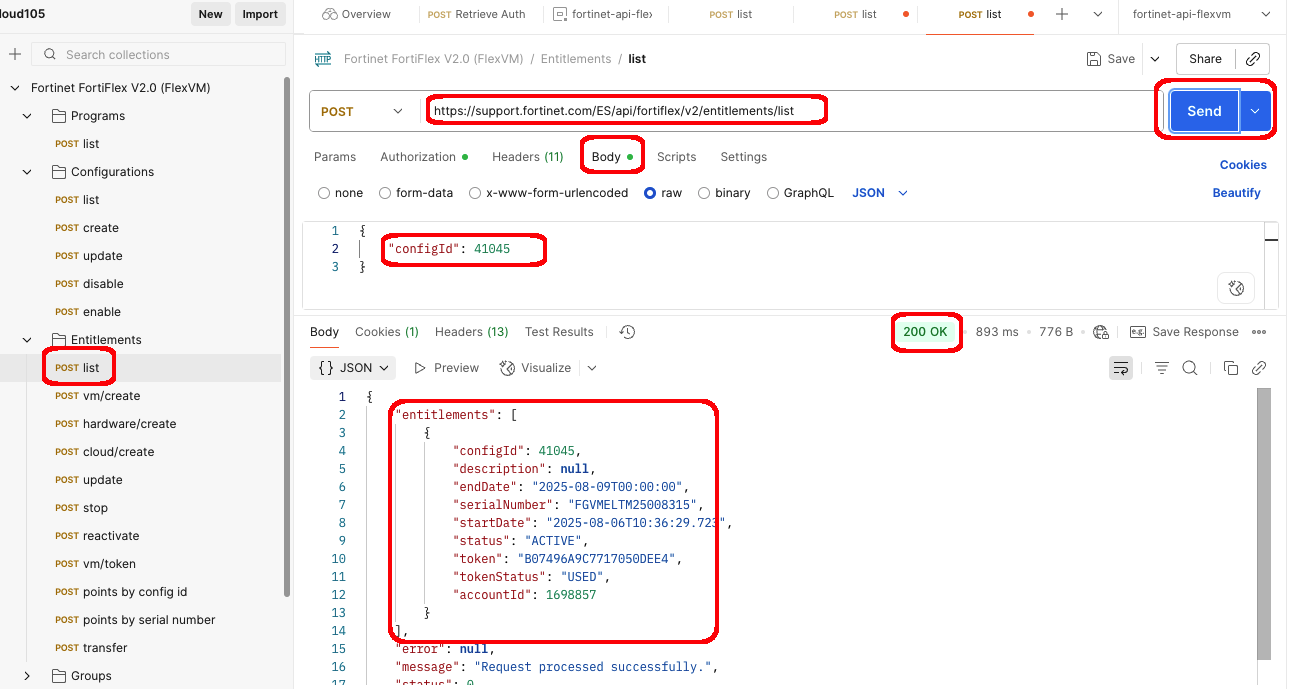 loud105
New Import
Overview POST Retrieve Auth fortinet-api-flex POST list POST list POST list fortinet-api-flexvm
Search collections
Fortinet FortiFlex V2.0 (FlexVM)
Programs
POST list
Configurations
POST list
POST create
POST update
POST disable
POST enable
Entitlements
POST list
POST vm/create
POST hardware/create
POST cloud/create
POST update
POST stop
POST reactivate
POST vm/token
POST points by config id
POST points by serial number
POST transfer
Groups
HTTP Fortinet FortiFlex V2.0 (FlexVM) / Entitlements / list Save Share
POST https://support.fortinet.com/ES/api/fortiflex/v2/entitlements/list Send
Params Authorization Headers (11) Body Scripts Settings Cookies
none form-data x-www-form-urlencoded raw binary GraphQL JSON Beautify
1 {
2 "configId": 41045
3 }
Body Cookies (1) Headers (13) Test Results 200 OK 893 ms 776 B e.g. Save Response
{} JSON Preview Visualize
1 {
2 "entitlements": [
3 {
4 "configId": 41045,
5 "description": null,
6 "endDate": "2025-08-09T00:00:00",
7 "serialNumber": "FGVMELTM25008315",
8 "startDate": "2025-08-06T10:36:29.723",
9 "status": "ACTIVE",
10 "token": "B07496A9C7717050DEE4",
11 "tokenStatus": "USED",
12 "accountId": 1698857
13 }
14 ],
15 "error": null,
16 "message": "Request processed successfully.",
17 "status": 0